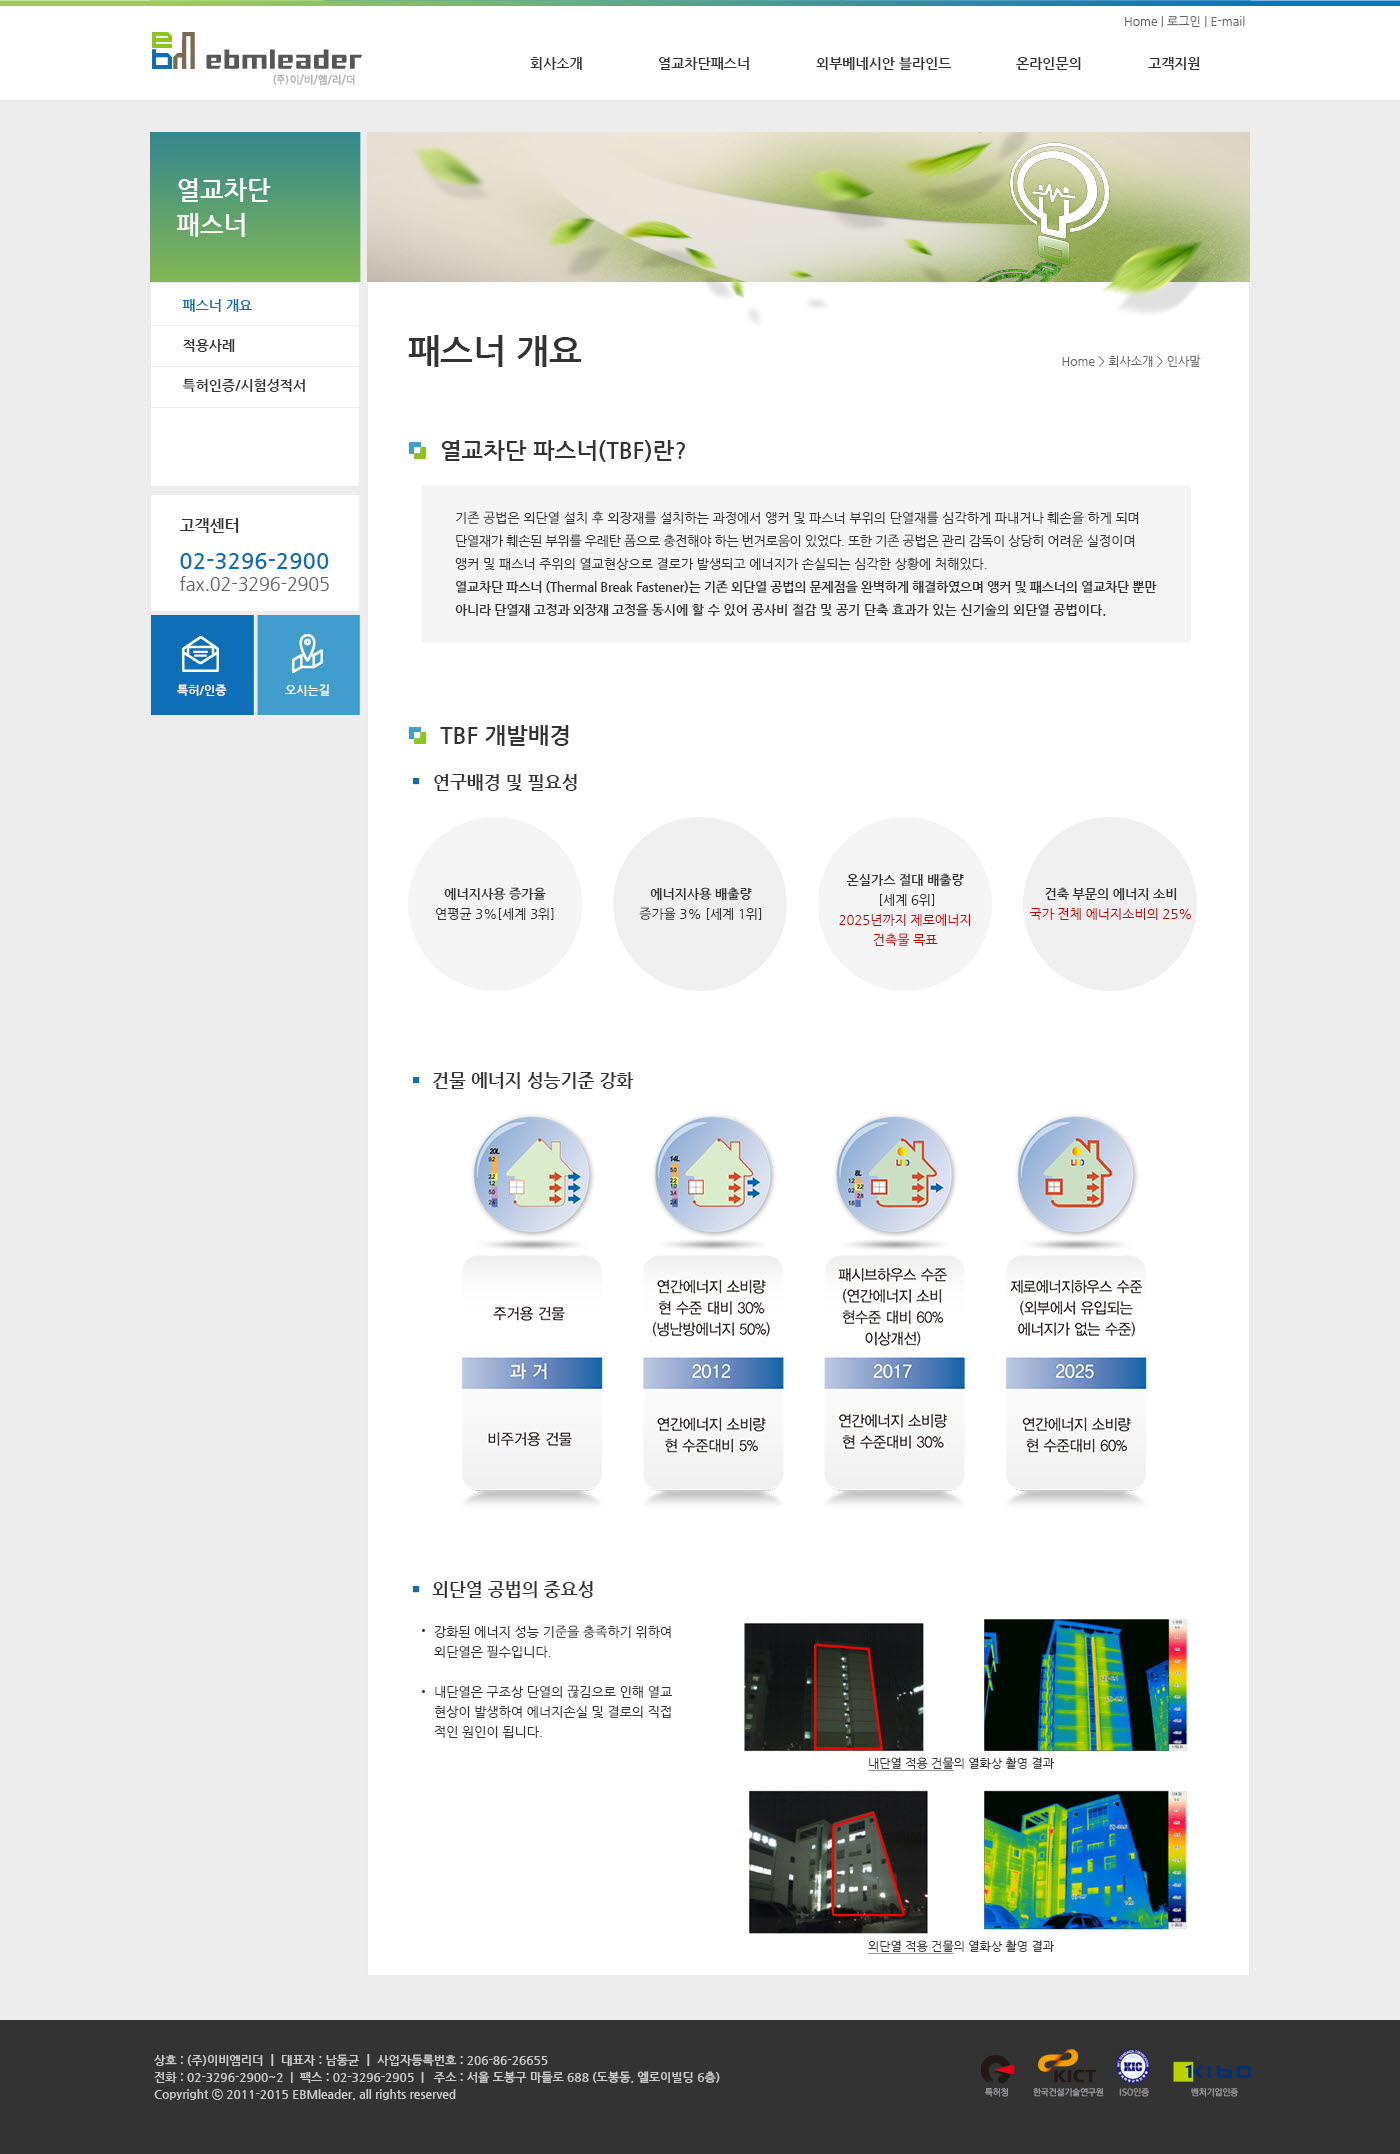 Home | 로그인 | E-mail
ebmleader
(주)이/비/엠/리/더
회사소개
열교차단패스너
외부베네시안 블라인드
온라인문의
고객지원
열교차단
패스너
패스너 개요
적용사례
특허인증/시험성적서
고객센터
02-3296-2900
fax.02-3296-2905
특허/인증
오시는길
패스너 개요
Home > 회사소개 > 인사말
열교차단 파스너(TBF)란?
기존 공법은 외단열 설치 후 외장재를 설치하는 과정에서 앵커 및 파스너 부위의 단열재를 심각하게 파내거나 훼손을 하게 되며
단열재가 훼손된 부위를 우레탄 폼으로 충전해야 하는 번거로움이 있었다. 또한 기존 공법은 관리 감독이 상당히 어려운 실정이며
앵커 및 패스너 주위의 열교현상으로 결로가 발생되고 에너지가 손실되는 심각한 상황에 처해있다.
열교차단 파스너 (Thermal Break Fastener)는 기존 외단열 공법의 문제점을 완벽하게 해결하였으며 앵커 및 패스너의 열교차단 뿐만
아니라 단열재 고정과 외장재 고정을 동시에 할 수 있어 공사비 절감 및 공기 단축 효과가 있는 신기술의 외단열 공법이다.
TBF 개발배경
연구배경 및 필요성
에너지사용 증가율
연평균 3%[세계 3위]
에너지사용 배출량
증가율 3% [세계 1위]
온실가스 절대 배출량
[세계 6위]
2025년까지 제로에너지
건축물 목표
건축 부문의 에너지 소비
국가 전체 에너지소비의 25%
건물 에너지 성능기준 강화
20L
14L
8L
주거용 건물
연간에너지 소비량
현 수준 대비 30%
(냉난방에너지 50%)
패시브하우스 수준
(연간에너지 소비
현수준 대비 60%
이상개선)
제로에너지하우스 수준
(외부에서 유입되는
에너지가 없는 수준)
과 거
2012
2017
2025
비주거용 건물
연간에너지 소비량
현 수준대비 5%
연간에너지 소비량
현 수준대비 30%
연간에너지 소비량
현 수준대비 60%
외단열 공법의 중요성
• 강화된 에너지 성능 기준을 충족하기 위하여
외단열은 필수입니다.
• 내단열은 구조상 단열의 끊김으로 인해 열교
현상이 발생하여 에너지손실 및 결로의 직접
적인 원인이 됩니다.
내단열 적용 건물의 열화상 촬영 결과
외단열 적용 건물의 열화상 촬영 결과
상호 : (주)이비엠리더 | 대표자 : 남동균 | 사업자등록번호 : 206-86-26655
전화 : 02-3296-2900~2 | 팩스 : 02-3296-2905 | 주소 : 서울 도봉구 마들로 688 (도봉동, 엘로이빌딩 6층)
Copyright ⓒ 2011-2015 EBMleader, all rights reserved
특허청
KICT
한국건설기술연구원
KIC
ISO인증
KIBO
벤처기업인증